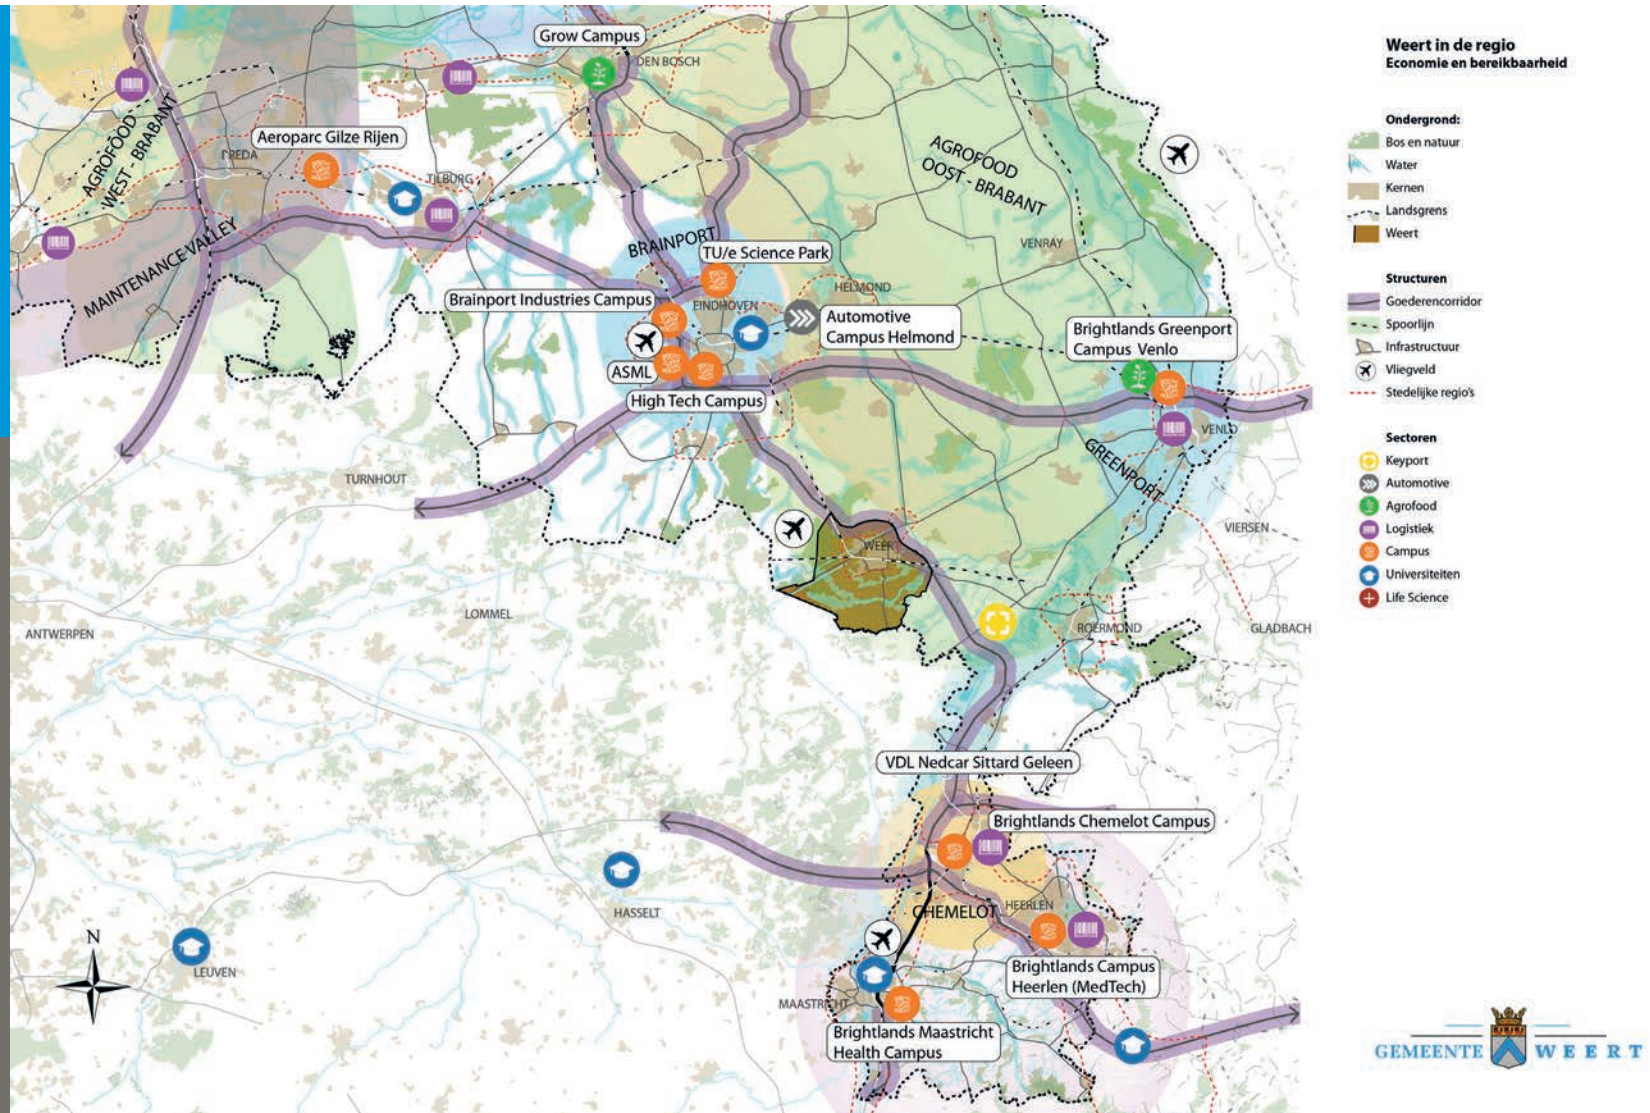 Weert in de regio
Economie en bereikbaarheid
Ondergrond:
Bos en natuur
Water
Kernen
Landsgrens
Weert
Structuren
Goederencorridor
Spoorlijn
Infrastructuur
Vliegveld
Stedelijke regio's
Sectoren
Keyport
Automotive
Agrofood
Logistiek
Campus
Universiteiten
Life Science
Grow Campus
DEN BOSCH
AGROFOOD
WEST - BRABANT
BREDA
Aeroparc Gilze Rijen
TILBURG
MAINTENANCE VALLEY
AGROFOOD
OOST - BRABANT
VENRAY
BRAINPORT
TU/e Science Park
HELMOND
Brainport Industries Campus
EINDHOVEN
Automotive
Campus Helmond
Brightlands Greenport
Campus Venlo
ASML
High Tech Campus
VENLO
GREENPORT
TURNHOUT
VIERSEN
WEERT
LOMMEL
ANTWERPEN
ROERMOND
GLADBACH
VDL Nedcar Sittard Geleen
Brightlands Chemelot Campus
HASSELT
CHEMELOT
HEERLEN
N
LEUVEN
Brightlands Campus
Heerlen (MedTech)
MAASTRICHT
Brightlands Maastricht
Health Campus
GEMEENTE WEERT